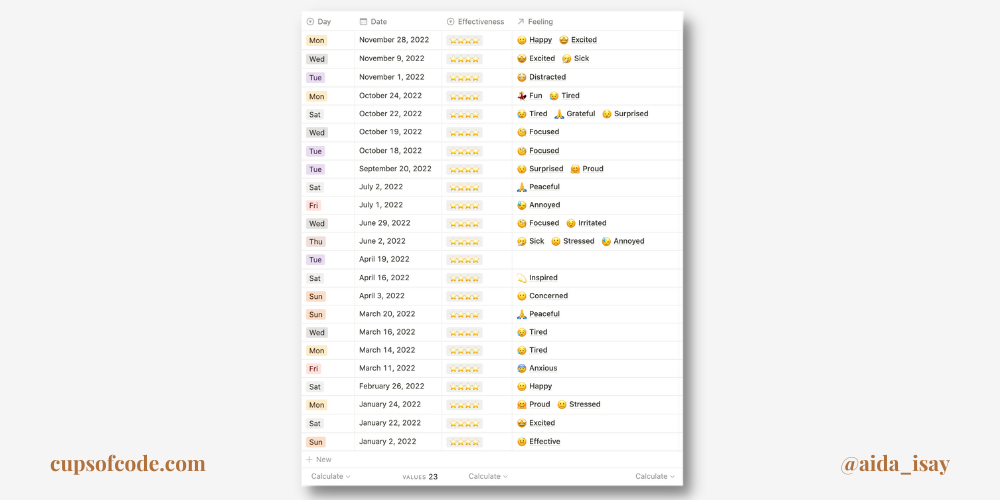 Day Date Effectiveness Feeling
Mon November 28, 2022 Happy Excited
Wed November 9, 2022 Excited Sick
Tue November 1, 2022 Distracted
Mon October 24, 2022 Fun Tired
Sat October 22, 2022 Tired Grateful Surprised
Wed October 19, 2022 Focused
Tue October 18, 2022 Focused
Tue September 20, 2022 Surprised Proud
Sat July 2, 2022 Peaceful
Fri July 1, 2022 Annoyed
Wed June 29, 2022 Focused Irritated
Thu June 2, 2022 Sick Stressed Annoyed
Tue April 19, 2022
Sat April 16, 2022 Inspired
Sun April 3, 2022 Concerned
Sun March 20, 2022 Peaceful
Wed March 16, 2022 Tired
Mon March 14, 2022 Tired
Fri March 11, 2022 Anxious
Sat February 26, 2022 Happy
Mon January 24, 2022 Proud Stressed
Sat January 22, 2022 Excited
Sun January 2, 2022 Effective
+ New
Calculate VALUES 23 Calculate Calculate
cupsofcode.com
@aida_isay